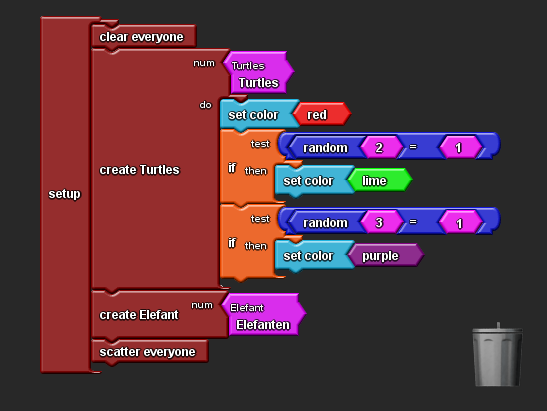 clear everyone
num Turtles
Turtles
do
set color red
create Turtles
test random 2 = 1
if then
set color lime
setup
test random 3 = 1
if then
set color purple
create Elefant num Elefant
Elefanten
scatter everyone